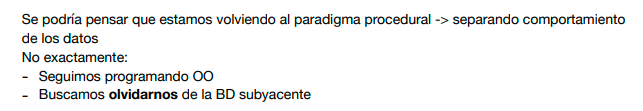 Se podría pensar que estamos volviendo al paradigma procedural -> separando comportamiento
de los datos
No exactamente:
- Seguimos programando OO
- Buscamos olvidarnos de la BD subyacente